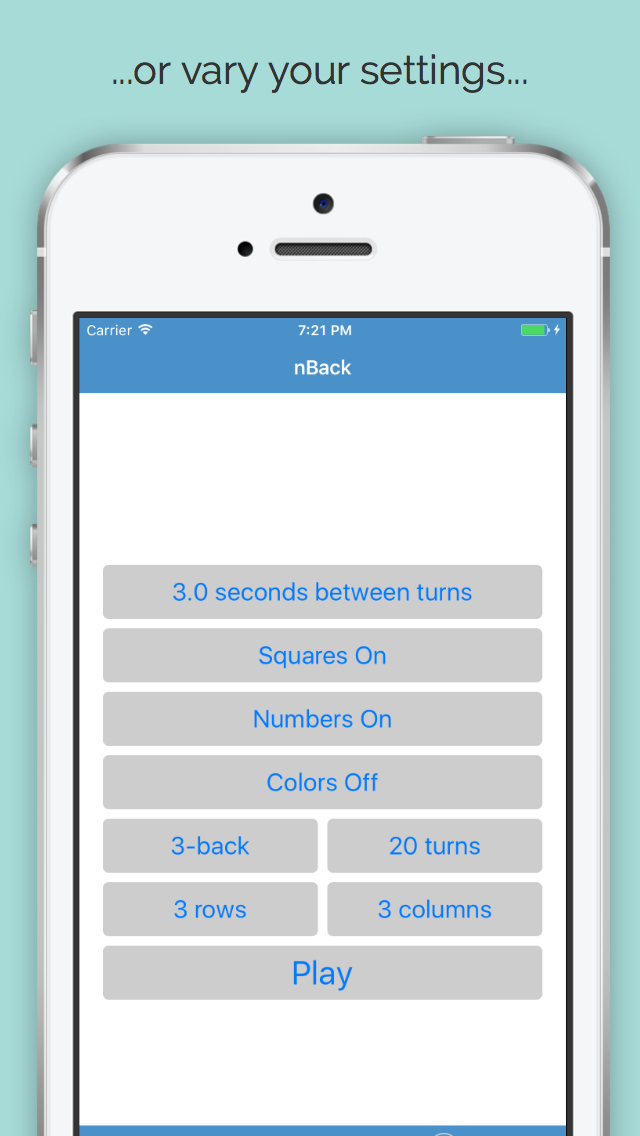 ...or vary your settings...
Carrier 7:21 PM
nBack
3.0 seconds between turns
Squares On
Numbers On
Colors Off
3-back 20 turns
3 rows 3 columns
Play